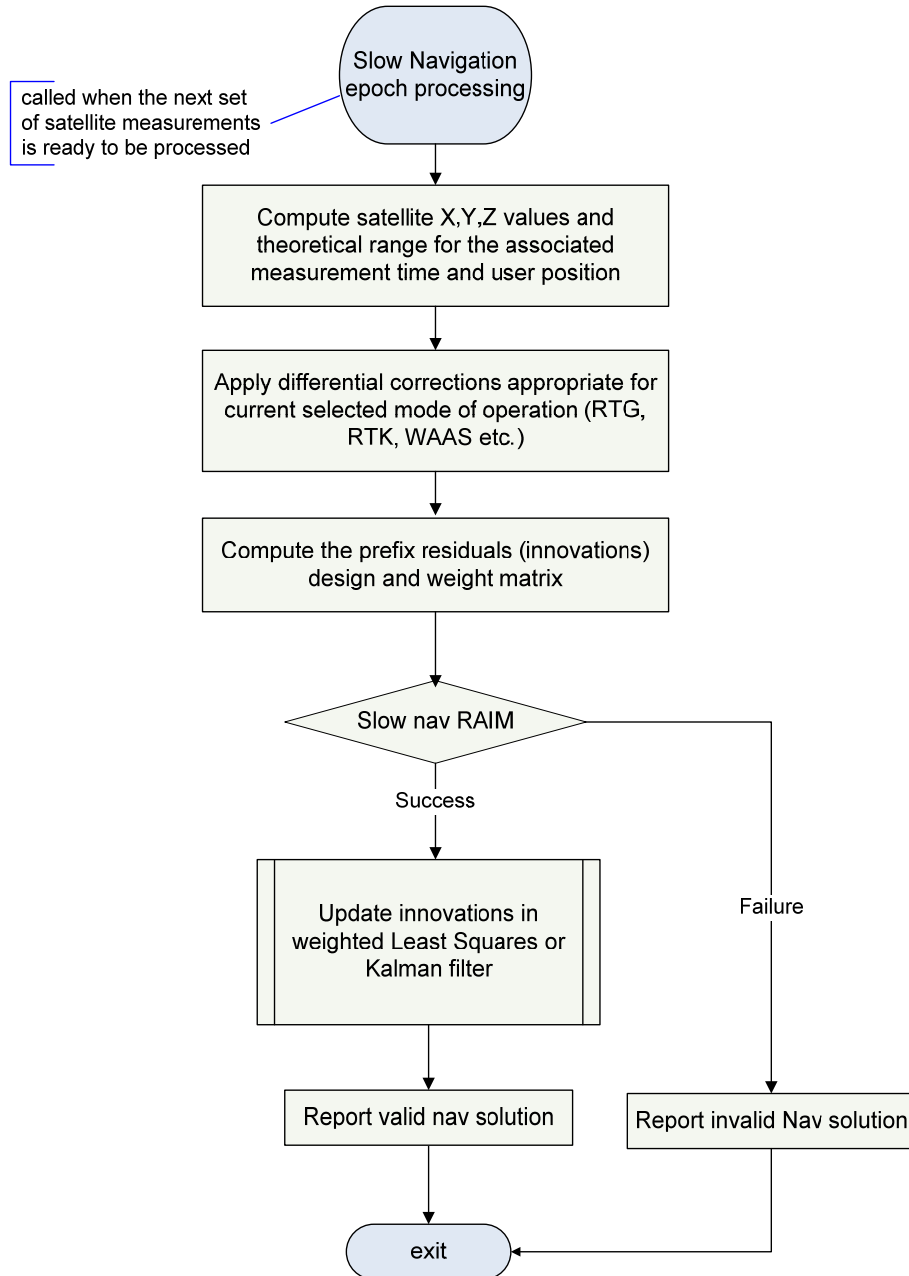 Slow Navigation
epoch processing
called when the next set
of satellite measurements
is ready to be processed
Compute satellite X,Y,Z values and
theoretical range for the associated
measurement time and user position
Apply differential corrections appropriate for
current selected mode of operation (RTG,
RTK, WAAS etc.)
Compute the prefix residuals (innovations)
design and weight matrix
Slow nav RAIM
Success
Failure
Update innovations in
weighted Least Squares or
Kalman filter
Report valid nav solution
Report invalid Nav solution
exit